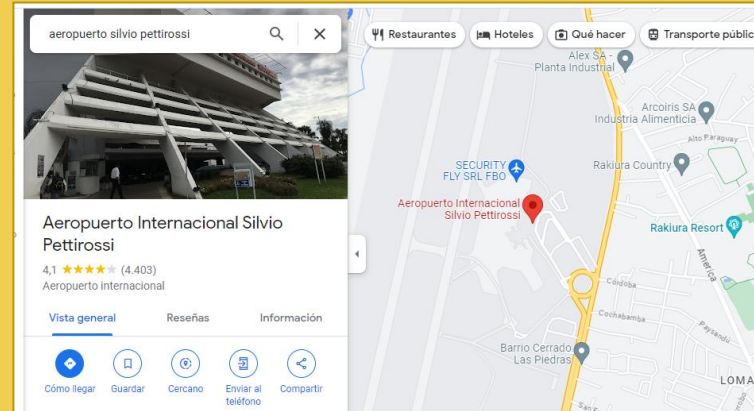 aeropuerto silvio pettirossi
Aeropuerto Internacional Silvio
Pettirossi
4,1 ★★★★★ (4.403)
Aeropuerto internacional
Vista general
Reseñas
Información
Cómo llegar
Guardar
Cercano
Enviar al
teléfono
Compartir
Restaurantes
Hoteles
Qué hacer
Transporte públic
Alex SA -
Planta Industrial
Arcoiris SA
Industria Alimenticia
Alto Paraguay
SECURITY
FLY SRL FBO
Rakiura Country
Aeropuerto Internacional
Silvio Pettirossi
Rakiura Resort
America
Córdoba
Cochabamba
Paysandú
Barrio Cerrado
Las Piedras
LOMA